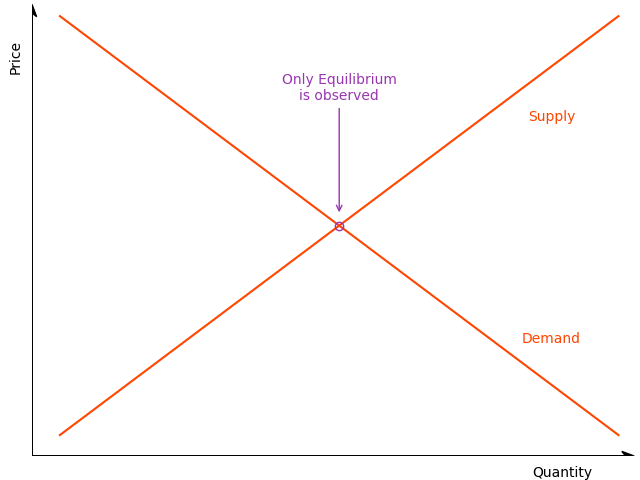 Price
Only Equilibrium
is observed
Supply
Demand
Quantity